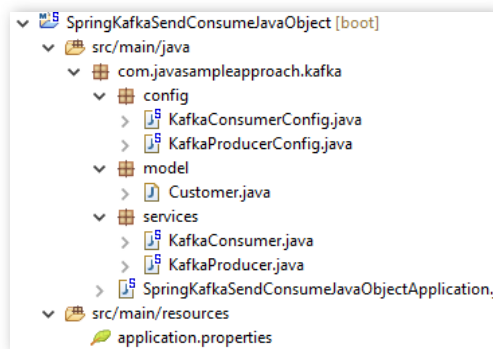 SpringKafkaSendConsumeJavaObject [boot]
src/main/java
com.javasampleapproach.kafka
config
KafkaConsumerConfig.java
KafkaProducerConfig.java
model
Customer.java
services
KafkaConsumer.java
KafkaProducer.java
SpringKafkaSendConsumeJavaObjectApplication.
src/main/resources
application.properties